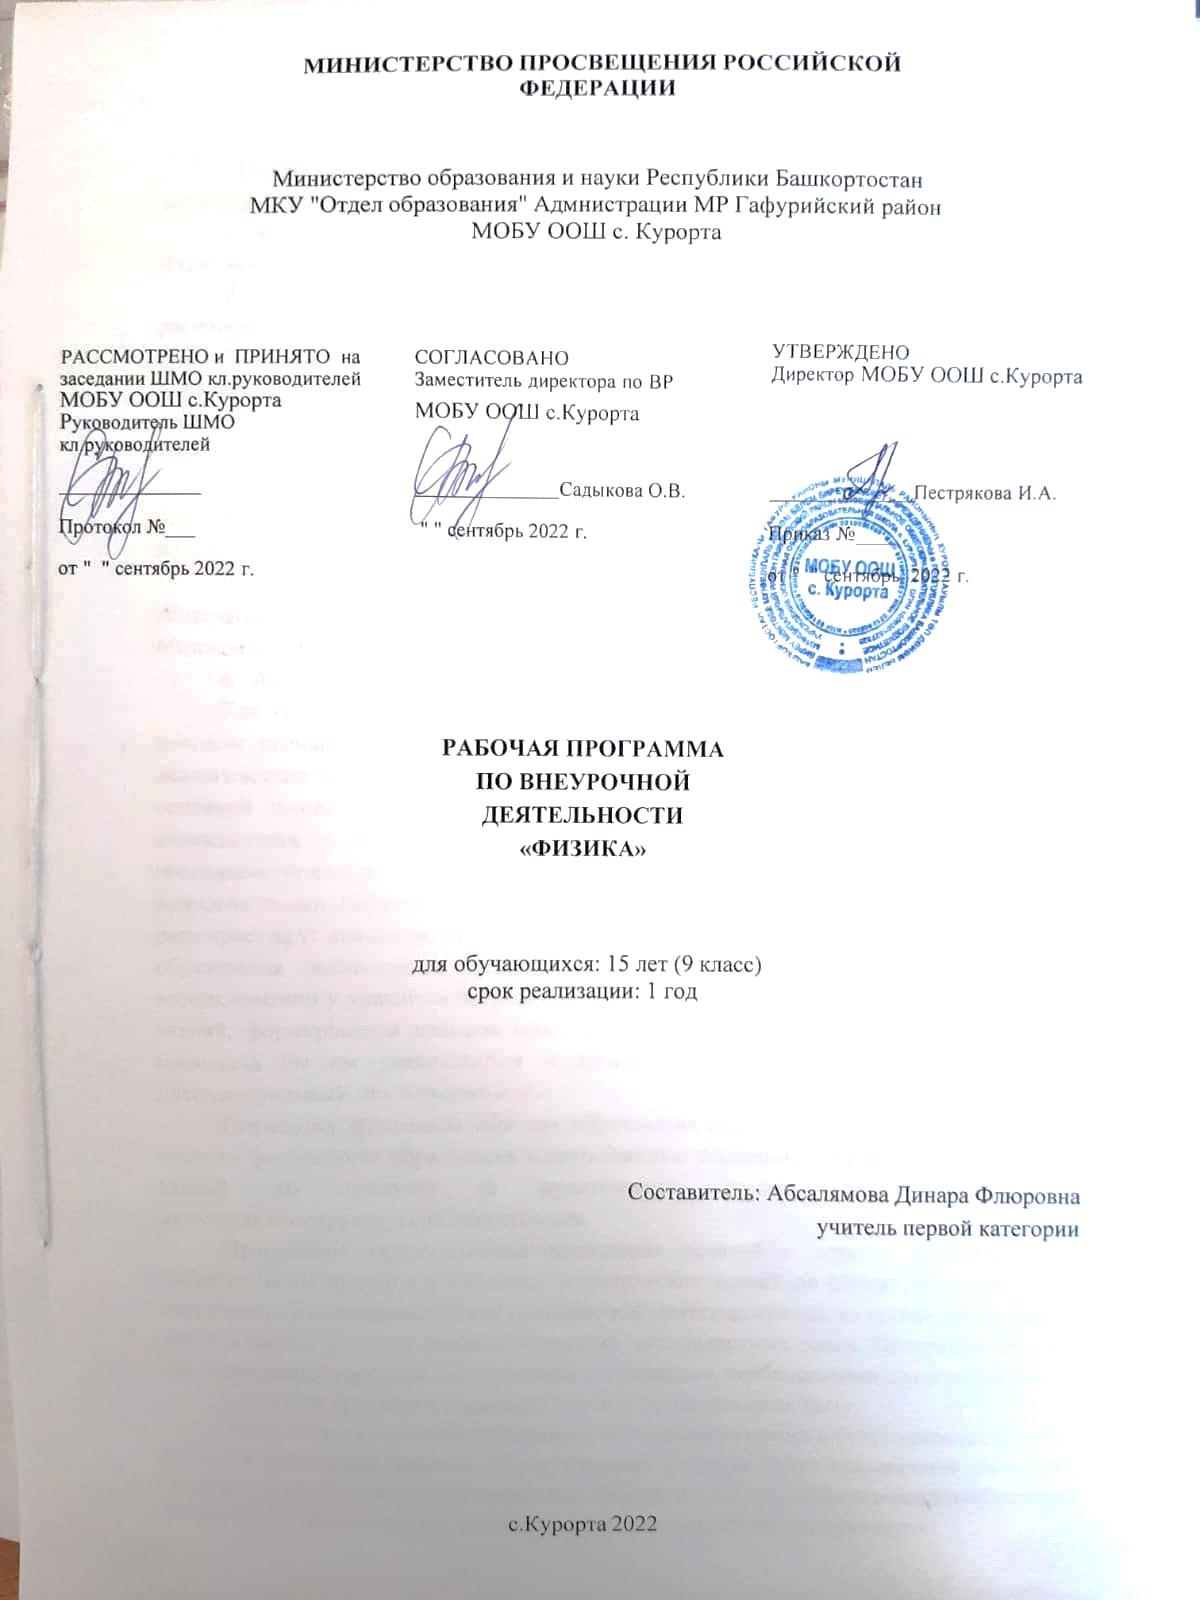 МИНИСТЕРСТВО ПРОСВЕЩЕНИЯ РОССИЙСКОЙ
ФЕДЕРАЦИИ
Министерство образования и науки Республики Башкортостан
МКУ "Отдел образования" Адмнистрации МР Гафурийский район
МОБУ ООШ с. Курорта
РАССМОТРЕНО и ПРИНЯТО на
заседании ШМО кл.руководителей
МОБУ ООШ с.Курорта
Руководитель ШМО
кл.руководителей
Протокол №___
от " " сентябрь 2022 г.
СОГЛАСОВАНО
Заместитель директора по ВР
МОБУ ООШ с.Курорта
Садыкова О.В.
" " сентябрь 2022 г.
УТВЕРЖДЕНО
Директор МОБУ ООШ с.Курорта
Пестрякова И.А.
Приказ №
от " " сентябрь 2022 г.
МОБУ ООШ
с. Курорта
РАБОЧАЯ ПРОГРАММА
ПО ВНЕУРОЧНОЙ
ДЕЯТЕЛЬНОСТИ
«ФИЗИКА»
для обучающихся: 15 лет (9 класс)
срок реализации: 1 год
Составитель: Абсалямова Динара Флюровна
учитель первой категории
с.Курорта 2022